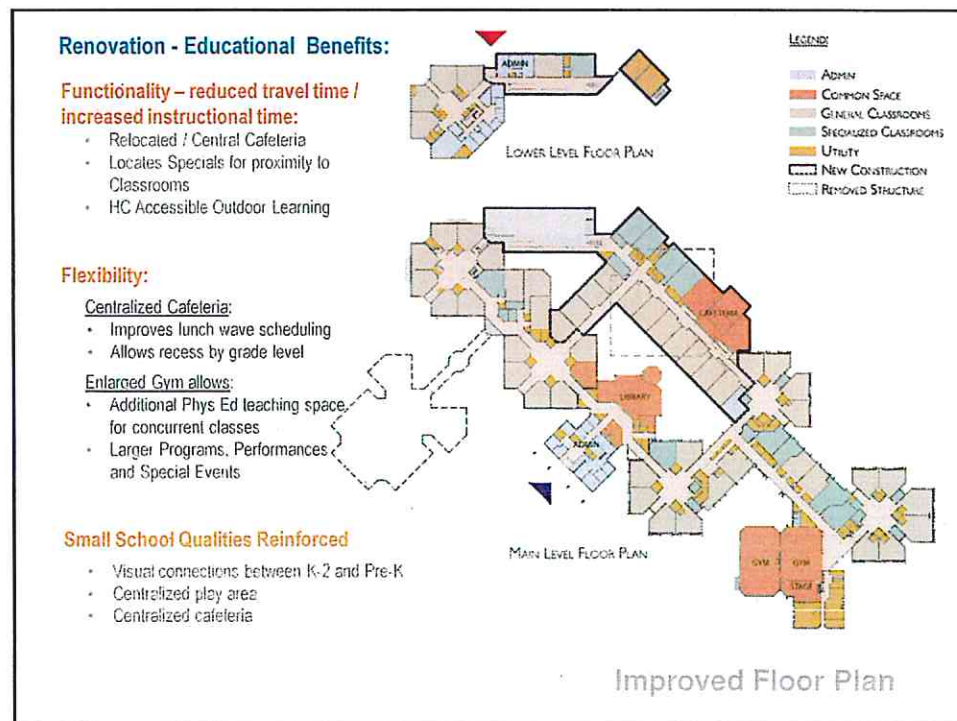 Renovation - Educational Benefits:
Functionality – reduced travel time /
increased instructional time:
• Relocated / Central Cafeteria
• Locates Specials for proximity to
Classrooms
• HC Accessible Outdoor Learning
Flexibility:
Centralized Cafeteria:
• Improves lunch wave scheduling
• Allows recess by grade level
Enlarged Gym allows:
• Additional Phys Ed teaching space
for concurrent classes
• Larger Programs, Performances
and Special Events
Small School Qualities Reinforced
• Visual connections between K-2 and Pre-K
• Centralized play area
• Centralized cafeteria
ADMIN
LOWER LEVEL FLOOR PLAN
LEGEND:
ADMIN
COMMON SPACE
GENERAL CLASSROOMS
SPECIALIZED CLASSROOMS
UTILITY
NEW CONSTRUCTION
REMOVED STRUCTURE
CAFETERIA
LIBRARY
ADMIN
GYM
GYM
STAGE
MAIN LEVEL FLOOR PLAN
Improved Floor Plan